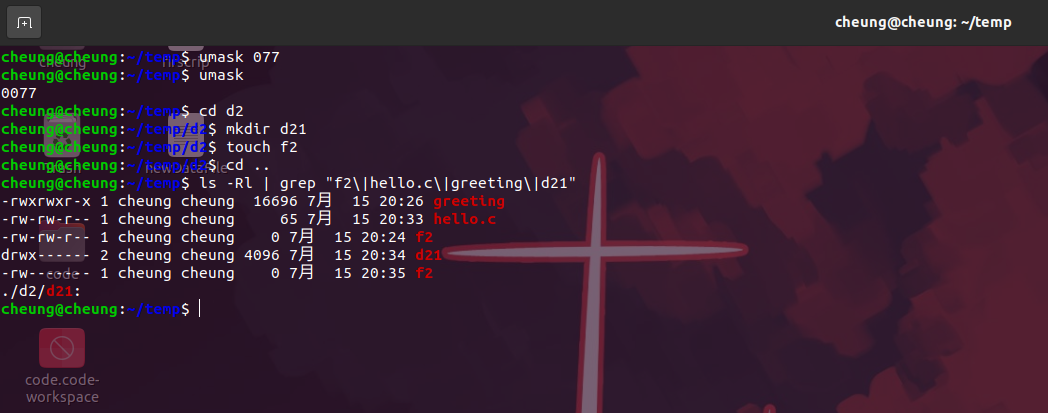 cheung@cheung: ~/temp
cheung@cheung:~/temp$ umask 077
cheung@cheung:~/temp$ umask
0077
cheung@cheung:~/temp$ cd d2
cheung@cheung:~/temp/d2$ mkdir d21
cheung@cheung:~/temp/d2$ touch f2
cheung@cheung:~/temp/d2$ cd ..
cheung@cheung:~/temp$ ls -Rl | grep "f2\|hello.c\|greeting\|d21"
-rwxrwxr-x 1 cheung cheung  16696 7月  15 20:26 greeting
-rw-rw-r-- 1 cheung cheung     65 7月  15 20:33 hello.c
-rw-rw-r-- 1 cheung cheung    0 7月  15 20:24 f2
drwx------ 2 cheung cheung 4096 7月  15 20:34 d21
-rw------- 1 cheung cheung    0 7月  15 20:35 f2
./d2/d21:
cheung@cheung:~/temp$
cheung
trash
code
code.code-
workspace